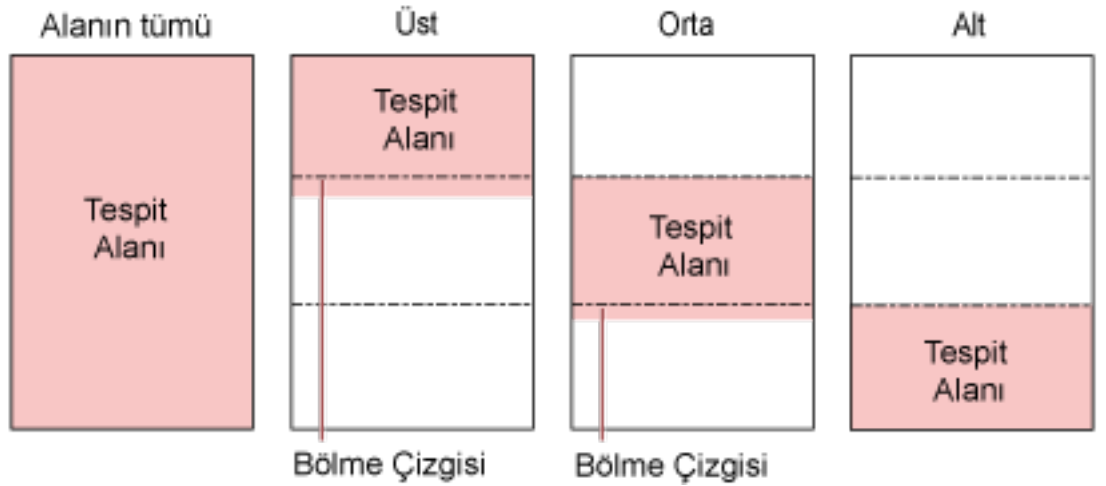 Alanın tümü
Üst
Orta
Alt
Tespit
Alanı
Tespit
Alanı
Tespit
Alanı
Tespit
Alanı
Bölme Çizgisi
Bölme Çizgisi